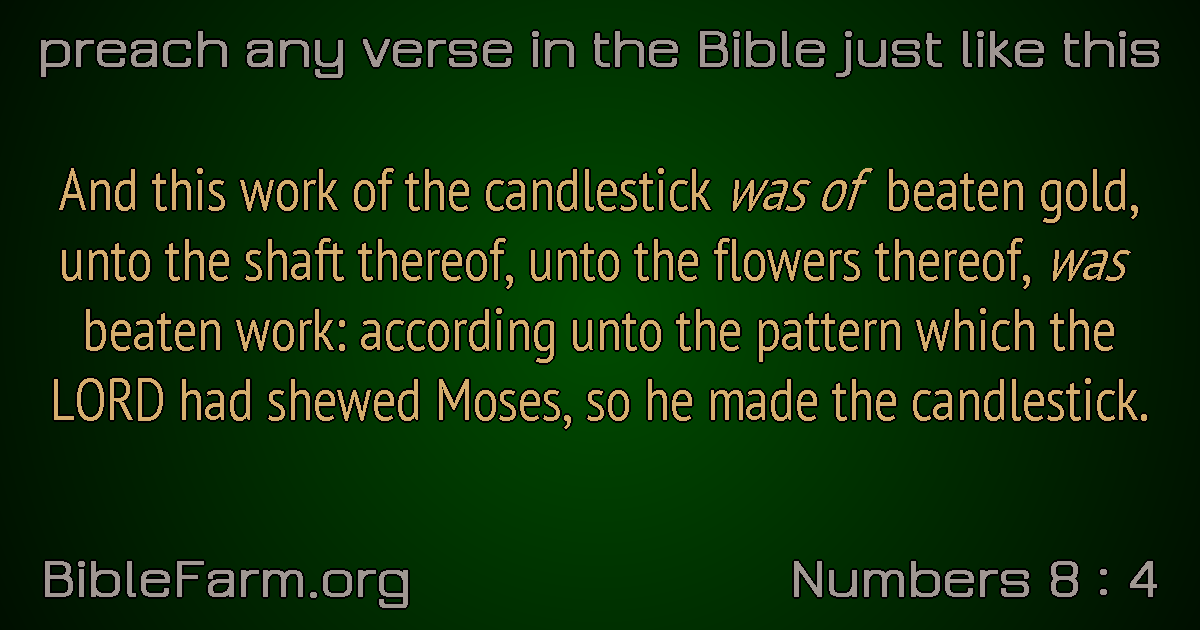 preach any verse in the Bible just like this
And this work of the candlestick was of beaten gold,
unto the shaft thereof, unto the flowers thereof, was
beaten work: according unto the pattern which the
LORD had shewed Moses, so he made the candlestick.
BibleFarm.org
Numbers 8 : 4